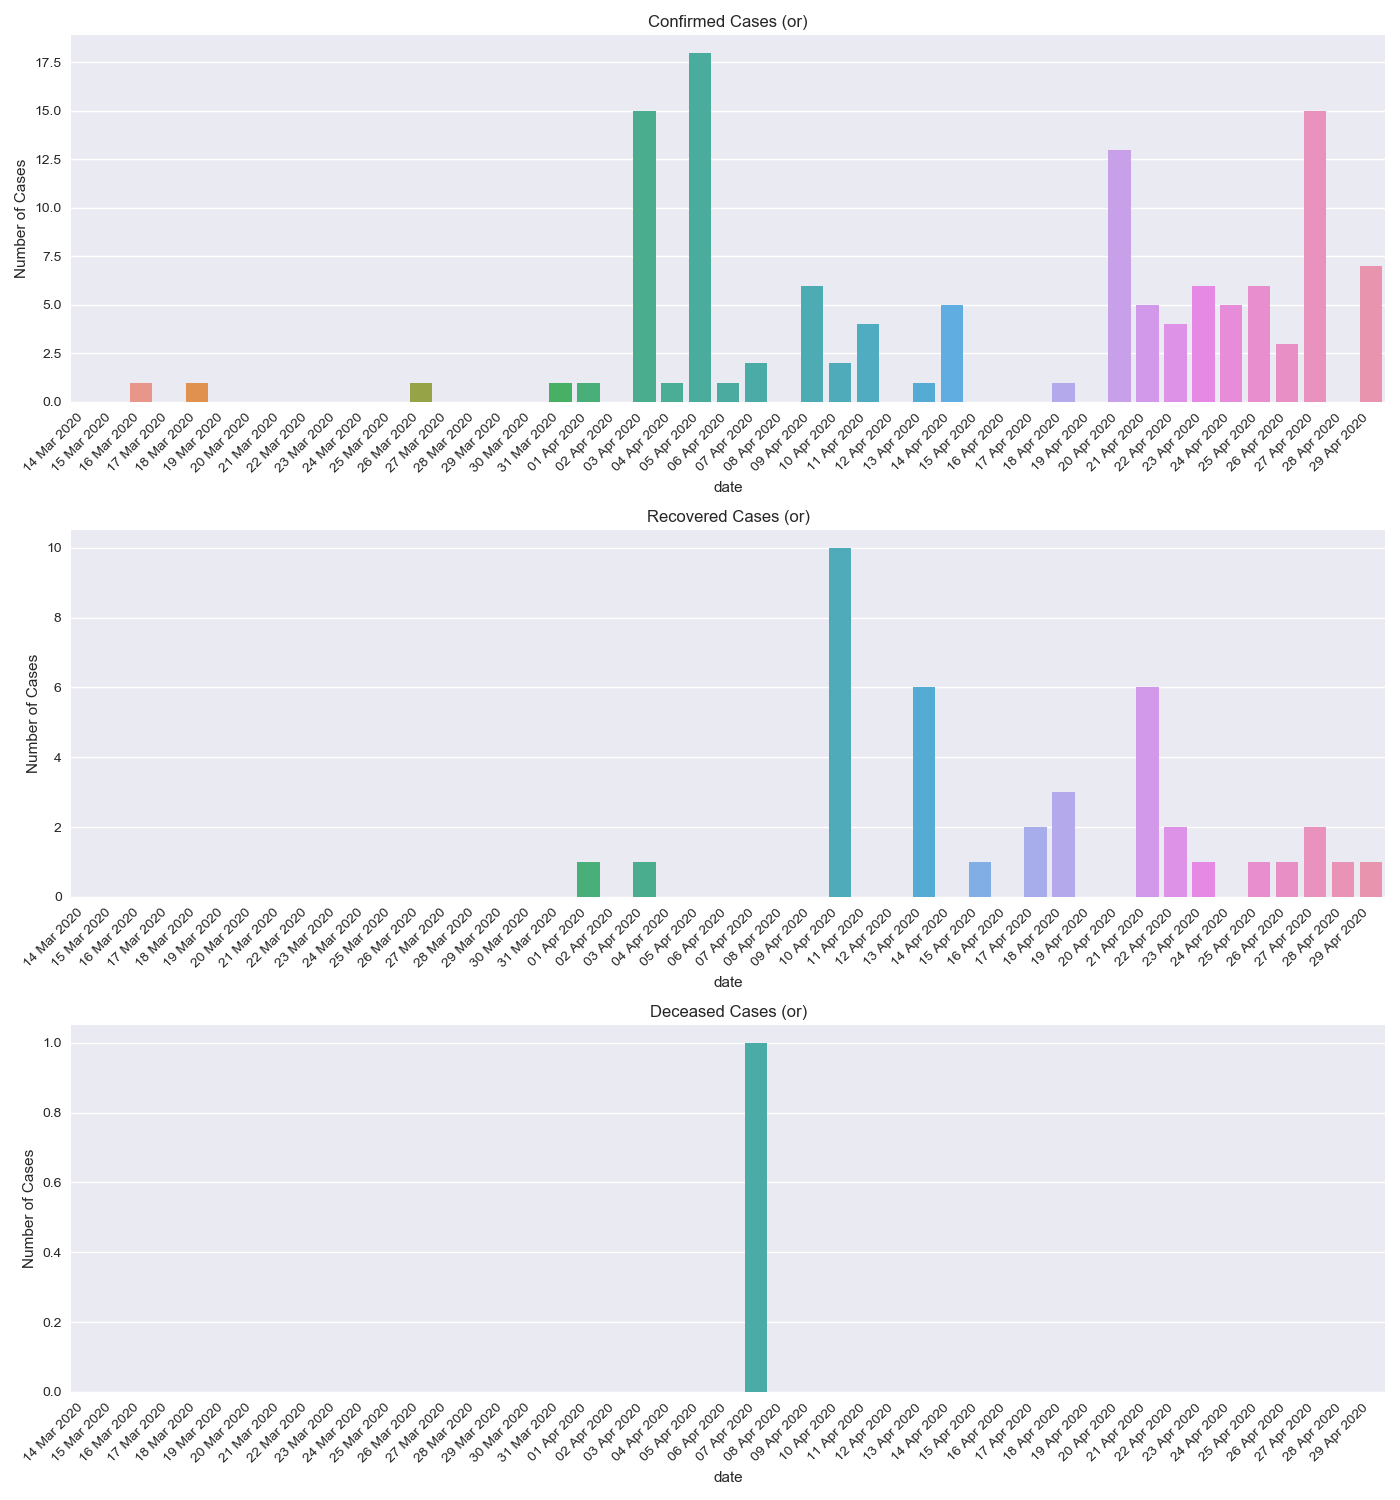 Confirmed Cases (or)
17.5
15.0
12.5
10.0
7.5
5.0
2.5
0.0
Number of Cases
14 Mar 2020
15 Mar 2020
16 Mar 2020
17 Mar 2020
18 Mar 2020
19 Mar 2020
20 Mar 2020
21 Mar 2020
22 Mar 2020
23 Mar 2020
24 Mar 2020
25 Mar 2020
26 Mar 2020
27 Mar 2020
28 Mar 2020
29 Mar 2020
30 Mar 2020
31 Mar 2020
01 Apr 2020
02 Apr 2020
03 Apr 2020
04 Apr 2020
05 Apr 2020
06 Apr 2020
07 Apr 2020
08 Apr 2020
09 Apr 2020
10 Apr 2020
11 Apr 2020
12 Apr 2020
13 Apr 2020
14 Apr 2020
15 Apr 2020
16 Apr 2020
17 Apr 2020
18 Apr 2020
19 Apr 2020
20 Apr 2020
21 Apr 2020
22 Apr 2020
23 Apr 2020
24 Apr 2020
25 Apr 2020
26 Apr 2020
27 Apr 2020
28 Apr 2020
29 Apr 2020
date
Recovered Cases (or)
10
8
6
4
2
0
Number of Cases
14 Mar 2020
15 Mar 2020
16 Mar 2020
17 Mar 2020
18 Mar 2020
19 Mar 2020
20 Mar 2020
21 Mar 2020
22 Mar 2020
23 Mar 2020
24 Mar 2020
25 Mar 2020
26 Mar 2020
27 Mar 2020
28 Mar 2020
29 Mar 2020
30 Mar 2020
31 Mar 2020
01 Apr 2020
02 Apr 2020
03 Apr 2020
04 Apr 2020
05 Apr 2020
06 Apr 2020
07 Apr 2020
08 Apr 2020
09 Apr 2020
10 Apr 2020
11 Apr 2020
12 Apr 2020
13 Apr 2020
14 Apr 2020
15 Apr 2020
16 Apr 2020
17 Apr 2020
18 Apr 2020
19 Apr 2020
20 Apr 2020
21 Apr 2020
22 Apr 2020
23 Apr 2020
24 Apr 2020
25 Apr 2020
26 Apr 2020
27 Apr 2020
28 Apr 2020
29 Apr 2020
date
Deceased Cases (or)
1.0
0.8
0.6
0.4
0.2
0.0
Number of Cases
14 Mar 2020
15 Mar 2020
16 Mar 2020
17 Mar 2020
18 Mar 2020
19 Mar 2020
20 Mar 2020
21 Mar 2020
22 Mar 2020
23 Mar 2020
24 Mar 2020
25 Mar 2020
26 Mar 2020
27 Mar 2020
28 Mar 2020
29 Mar 2020
30 Mar 2020
31 Mar 2020
01 Apr 2020
02 Apr 2020
03 Apr 2020
04 Apr 2020
05 Apr 2020
06 Apr 2020
07 Apr 2020
08 Apr 2020
09 Apr 2020
10 Apr 2020
11 Apr 2020
12 Apr 2020
13 Apr 2020
14 Apr 2020
15 Apr 2020
16 Apr 2020
17 Apr 2020
18 Apr 2020
19 Apr 2020
20 Apr 2020
21 Apr 2020
22 Apr 2020
23 Apr 2020
24 Apr 2020
25 Apr 2020
26 Apr 2020
27 Apr 2020
28 Apr 2020
29 Apr 2020
date